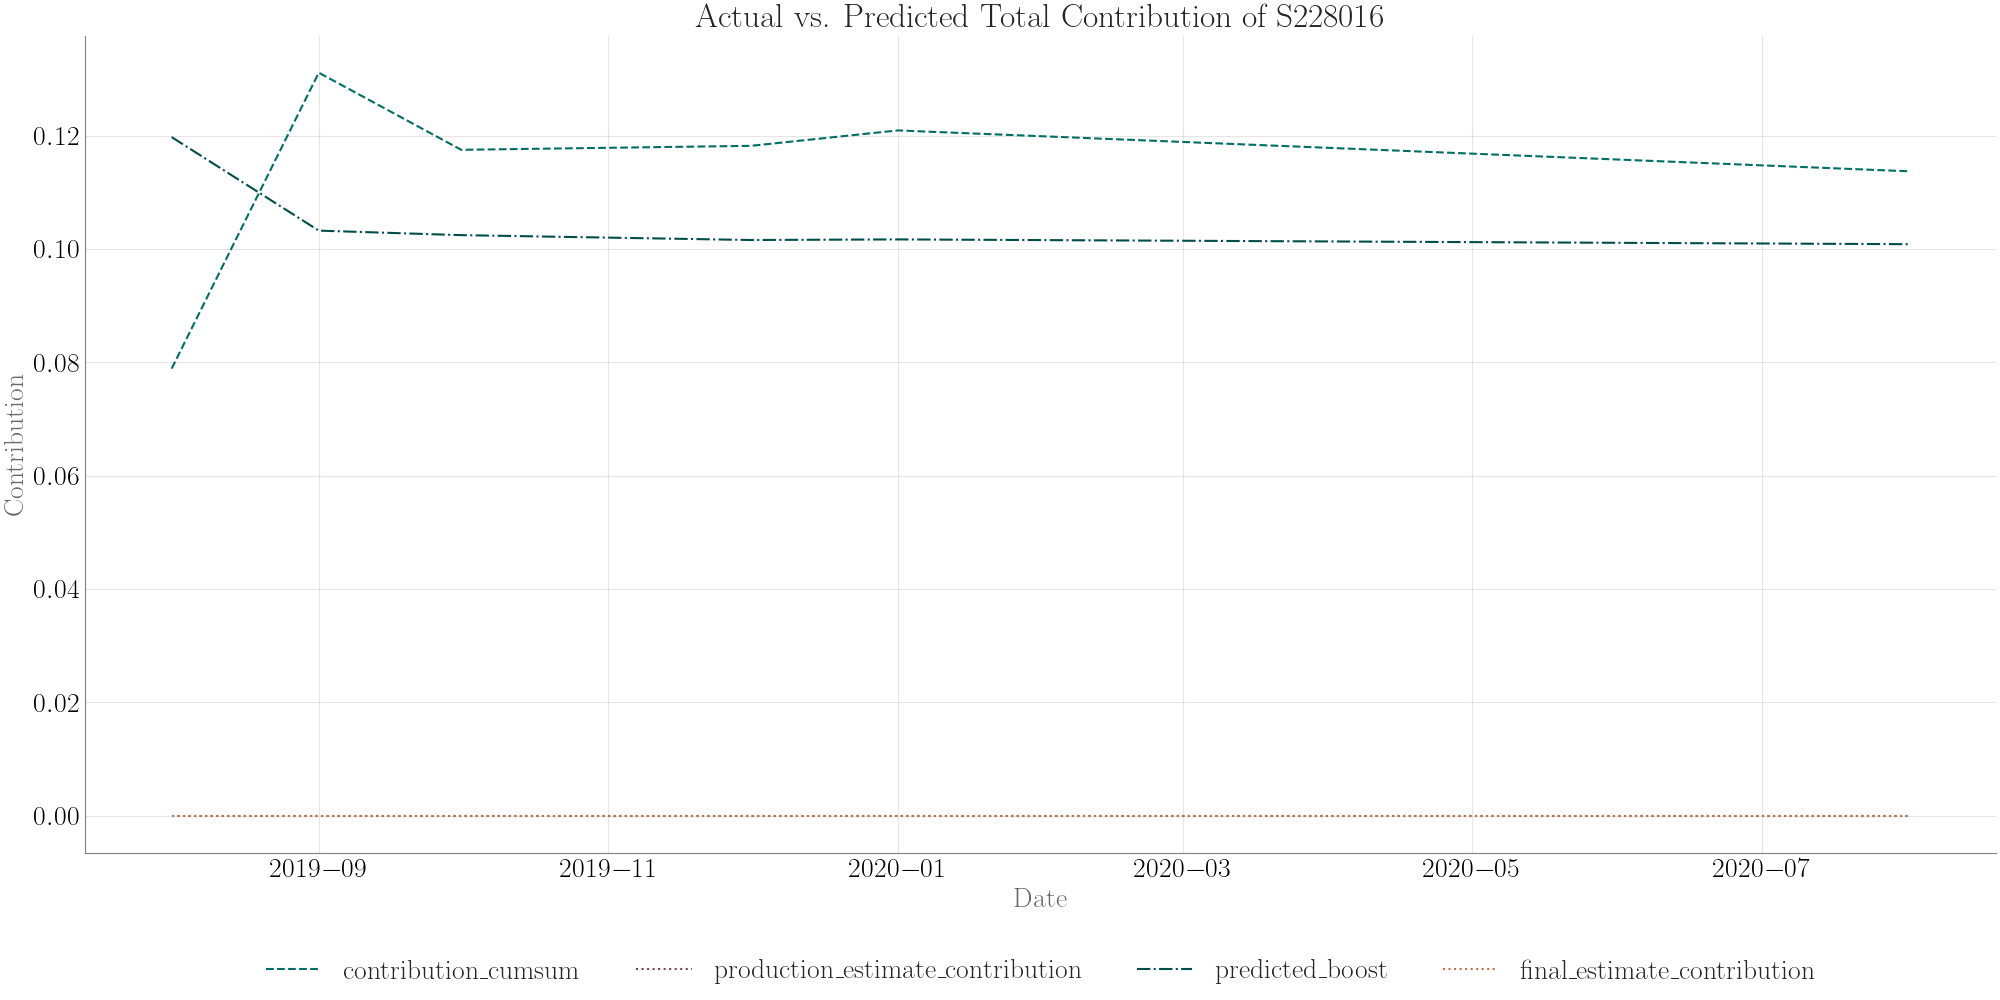 Actual vs. Predicted Total Contribution of S228016
Contribution
0.12
0.10
0.08
0.06
0.04
0.02
0.00
2019–09 2019–11 2020–01 2020–03 2020–05 2020–07
Date
contribution_cumsum production_estimate_contribution predicted_boost final_estimate_contribution